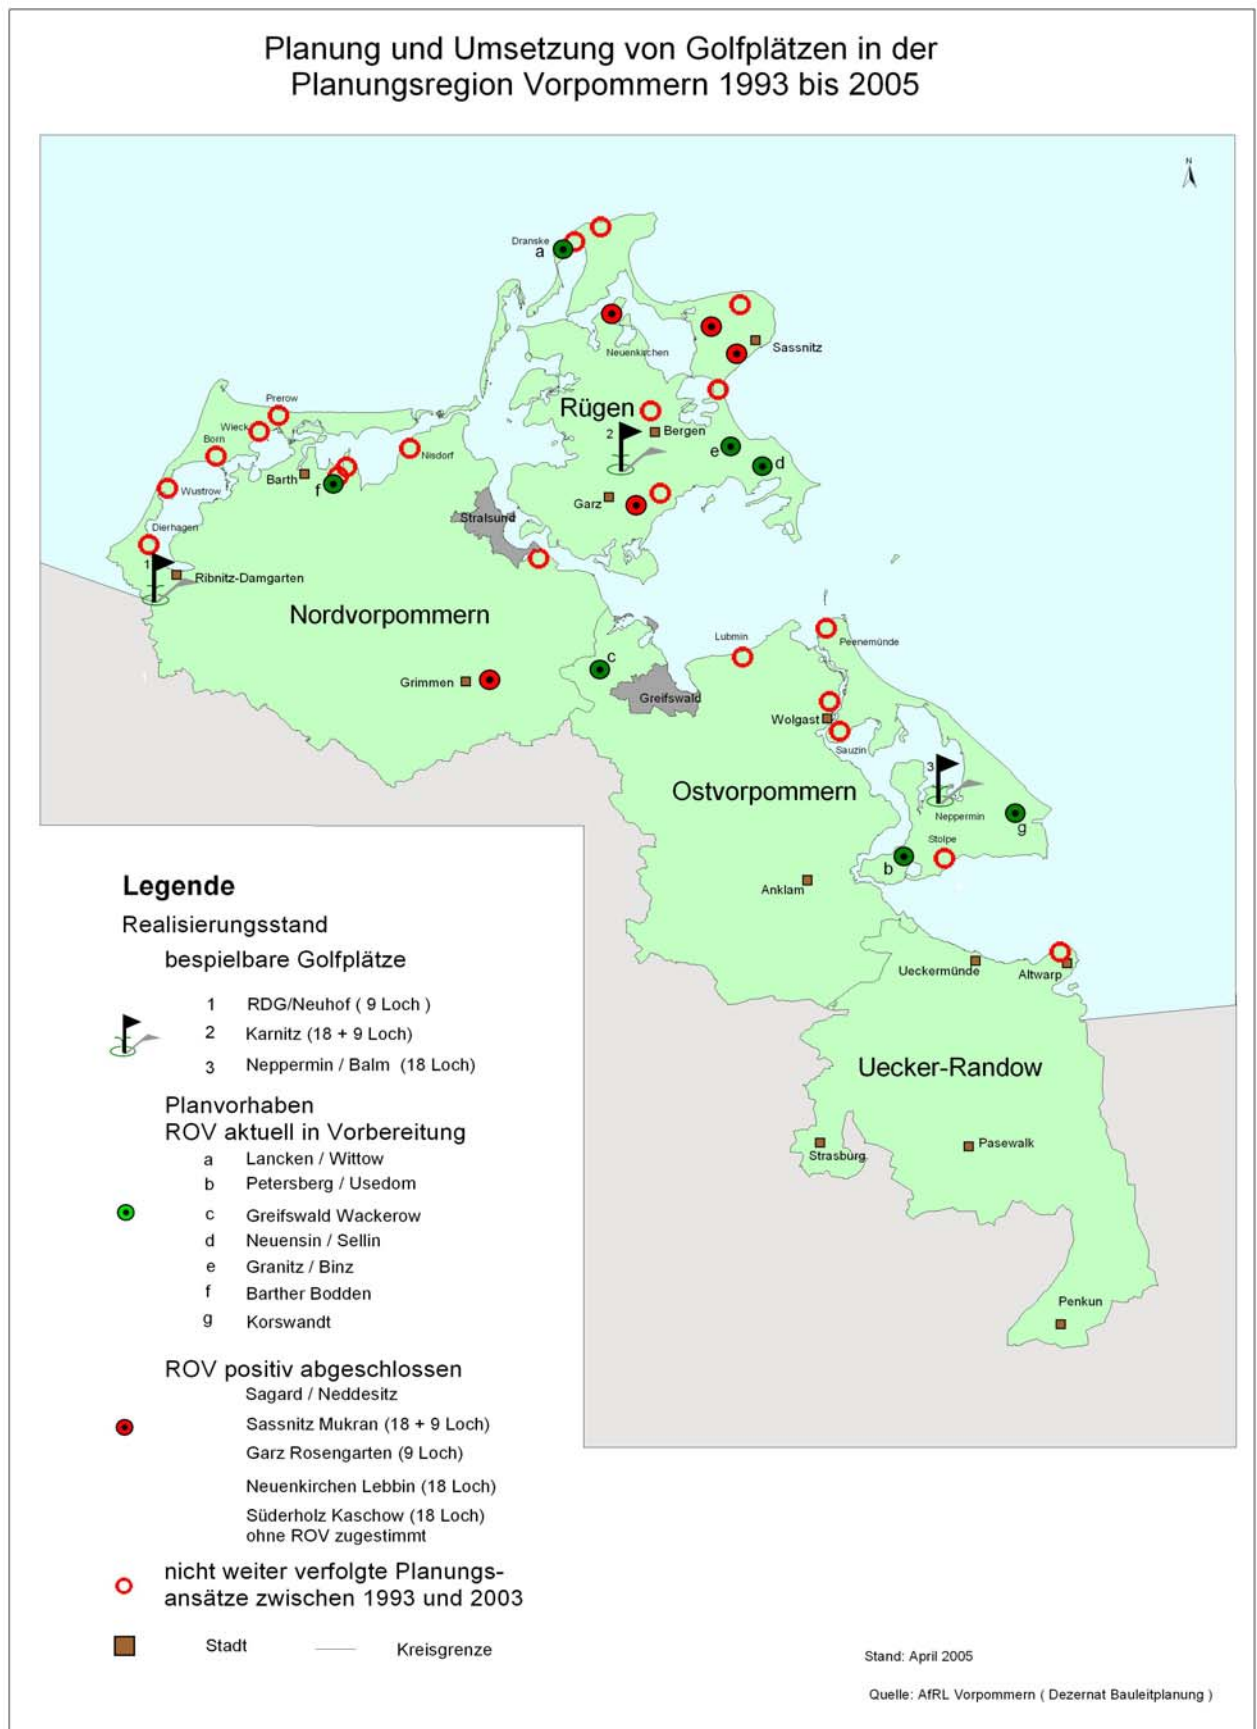 Planung und Umsetzung von Golfplätzen in der
Planungsregion Vorpommern 1993 bis 2005
N
Dranske
a
Neuenkirchen
Sassnitz
Prerow
Wieck
Born
Rügen
2
Bergen
Nisdorf
e
d
Barth
f
Wustrow
Garz
Stralsund
Dierhagen
1
Ribnitz-Damgarten
Nordvorpommern
Lubmin
Peenemünde
c
Grimmen
Greifswald
Wolgast
Sauzin
3
Ostvorpommern
Neppermin
g
Stolpe
b
Anklam
Ueckermünde
Altwarp
Uecker-Randow
Strasburg
Pasewalk
Penkun
Legende
Realisierungsstand
bespielbare Golfplätze
1 RDG/Neuhof ( 9 Loch )
2 Karnitz (18 + 9 Loch)
3 Neppermin / Balm (18 Loch)
Planvorhaben
ROV aktuell in Vorbereitung
a Lancken / Wittow
b Petersberg / Usedom
c Greifswald Wackerow
d Neuensin / Sellin
e Granitz / Binz
f Barther Bodden
g Korswandt
ROV positiv abgeschlossen
Sagard / Neddesitz
Sassnitz Mukran (18 + 9 Loch)
Garz Rosengarten (9 Loch)
Neuenkirchen Lebbin (18 Loch)
Süderholz Kaschow (18 Loch)
ohne ROV zugestimmt
nicht weiter verfolgte Planungs-
ansätze zwischen 1993 und 2003
Stadt Kreisgrenze
Stand: April 2005
Quelle: AfRL Vorpommern ( Dezernat Bauleitplanung )